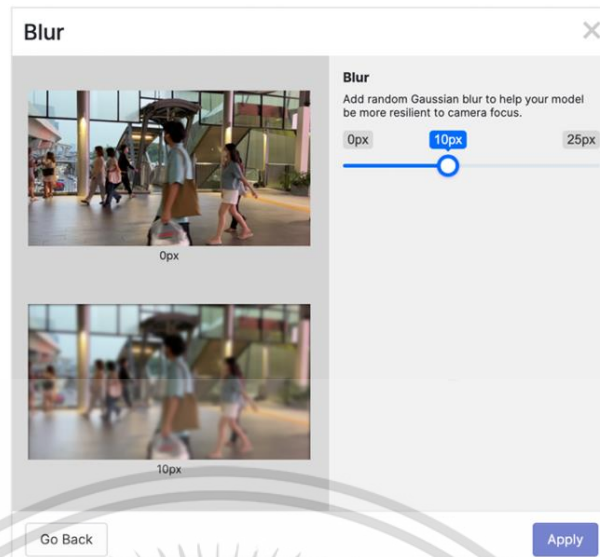 Blur
0px
10px
Blur
Add random Gaussian blur to help your model
be more resilient to camera focus.
0px 10px 25px
Go Back
Apply